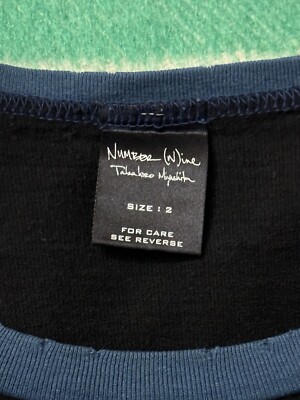 NUMBER (N)ine
Takahiro Miyashita
SIZE : 2
FOR CARE
SEE REVERSE